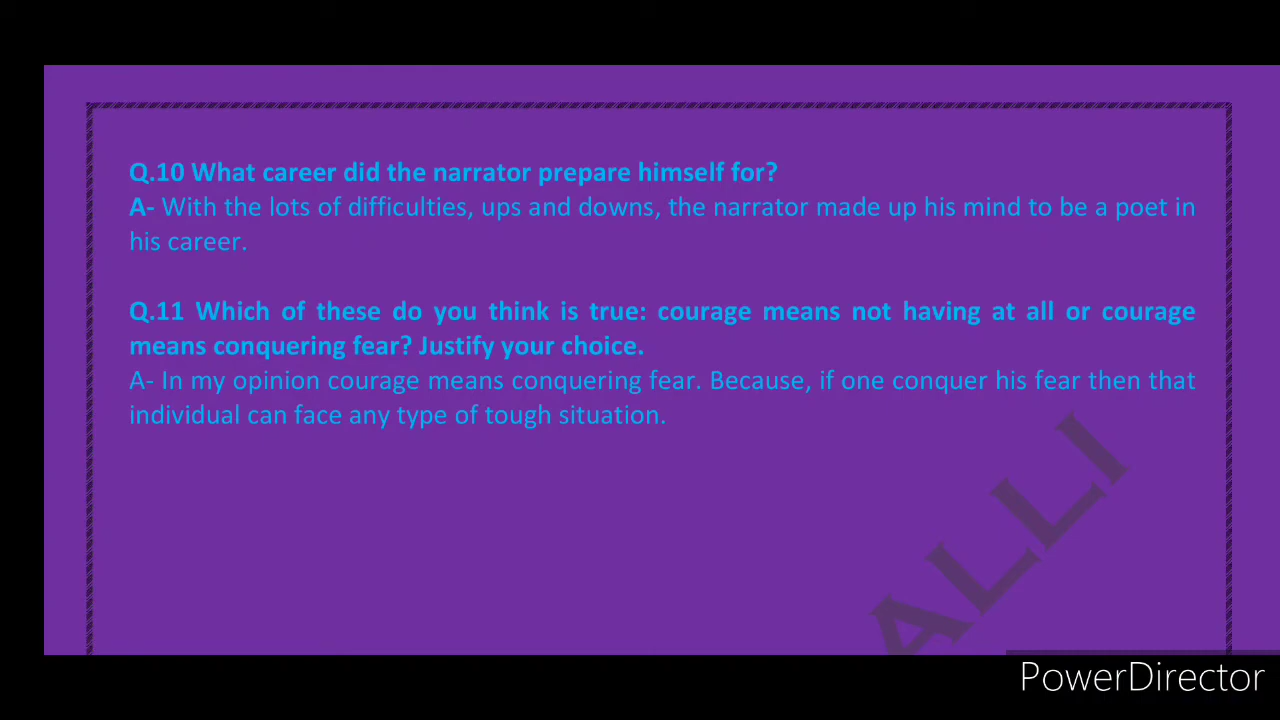 Q.10 What career did the narrator prepare himself for?
A- With the lots of difficulties, ups and downs, the narrator made up his mind to be a poet in
his career.
Q.11 Which of these do you think is true: courage means not having at all or courage
means conquering fear? Justify your choice.
A- In my opinion courage means conquering fear. Because, if one conquer his fear then that
individual can face any type of tough situation.
ALLI
PowerDirector